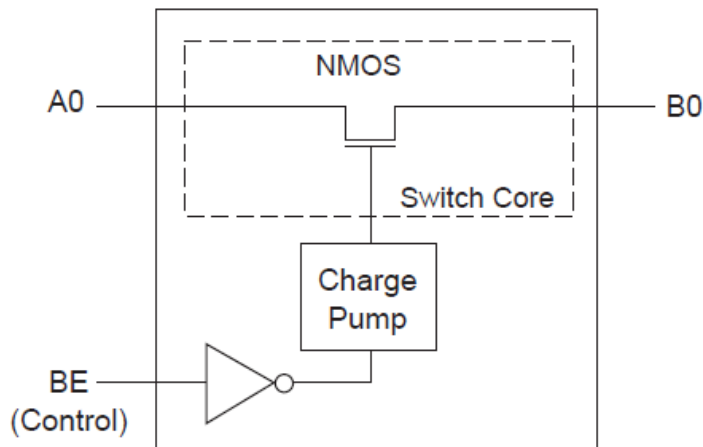 NMOS
A0
B0
Switch Core
Charge
Pump
BE
(Control)